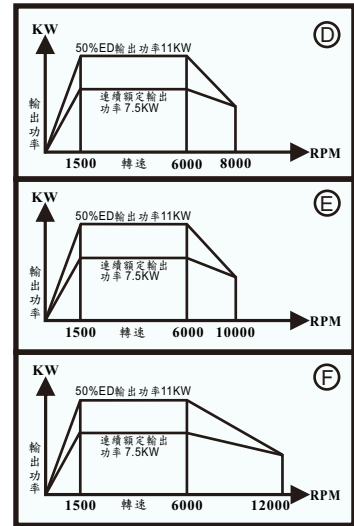 KW
D
50%ED輸出功率11KW
連續額定輸出
功率 7.5KW
輸出功率
RPM
1500 轉速 6000 8000
KW
E
50%ED輸出功率11KW
連續額定輸出
功率 7.5KW
輸出功率
RPM
1500 轉速 6000 10000
KW
F
50%ED輸出功率11KW
連續額定輸出
功率 7.5KW
輸出功率
RPM
1500 轉速 6000 12000